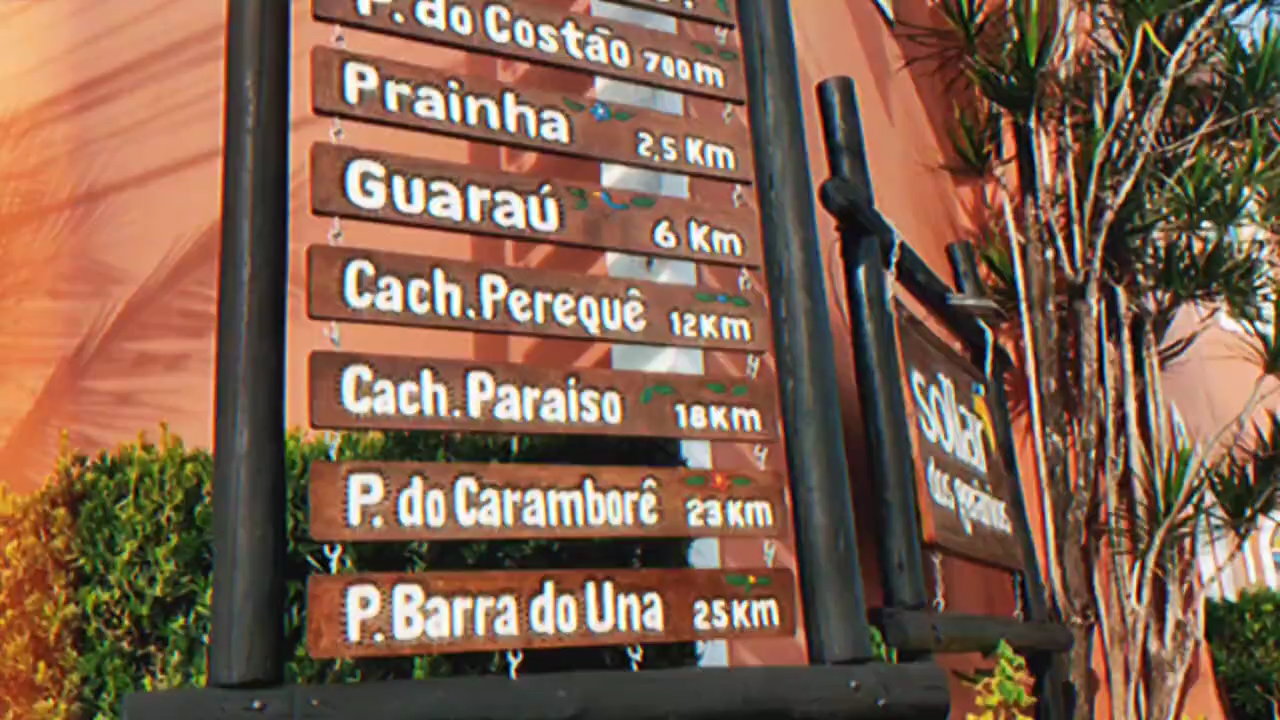 P. do Costão 700m
Prainha 2,5 Km
Guaraú 6 Km
Cach. Perequê 12Km
Cach. Paraiso 18Km
P. do Caramborê 23Km
P. Barra do Una 25Km
sollar
das